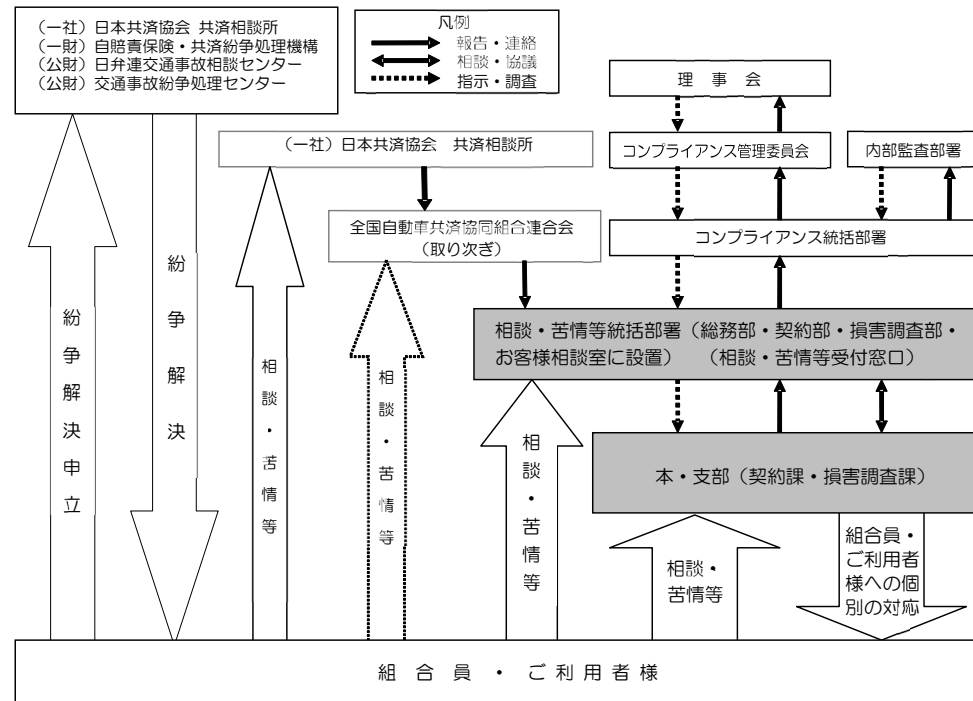 （一社）日本共済協会 共済相談所
（一財）自賠責保険・共済紛争処理機構
（公財）日弁連交通事故相談センター
（公財）交通事故紛争処理センター
凡例
報告・連絡
相談・協議
指示・調査
理 事 会
（一社）日本共済協会　共済相談所
コンプライアンス管理委員会
内部監査部署
全国自動車共済協同組合連合会
（取り次ぎ）
コンプライアンス統括部署
相談・苦情等統括部署（総務部・契約部・損害調査部・
お客様相談室に設置）　（相談・苦情等受付窓口）
本・支部（契約課・損害調査課）
紛争解決申立
紛争解決
相談・苦情等
相談・苦情等
相談・苦情等
相談・
苦情等
組合員・
ご利用者
様への個
別の対応
組 合 員 ・ ご 利 用 者 様